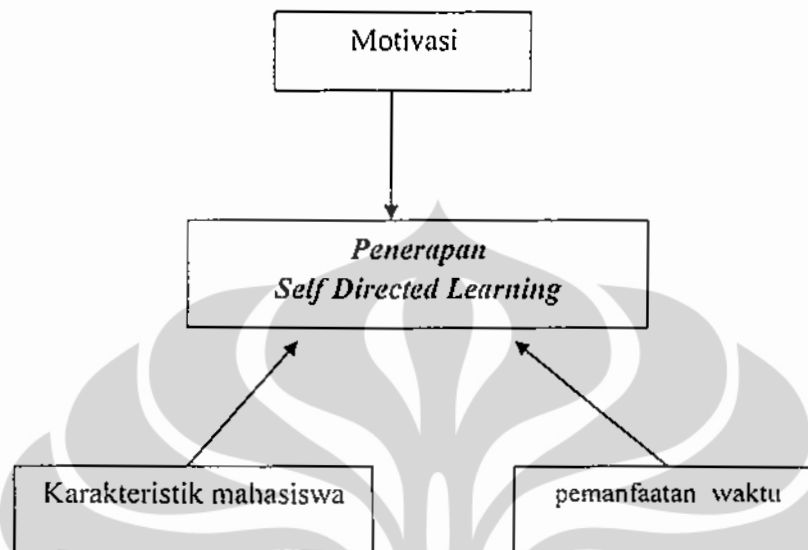 Motivasi
Penerapan
Self Directed Learning
Karakteristik mahasiswa
pemanfaatan waktu